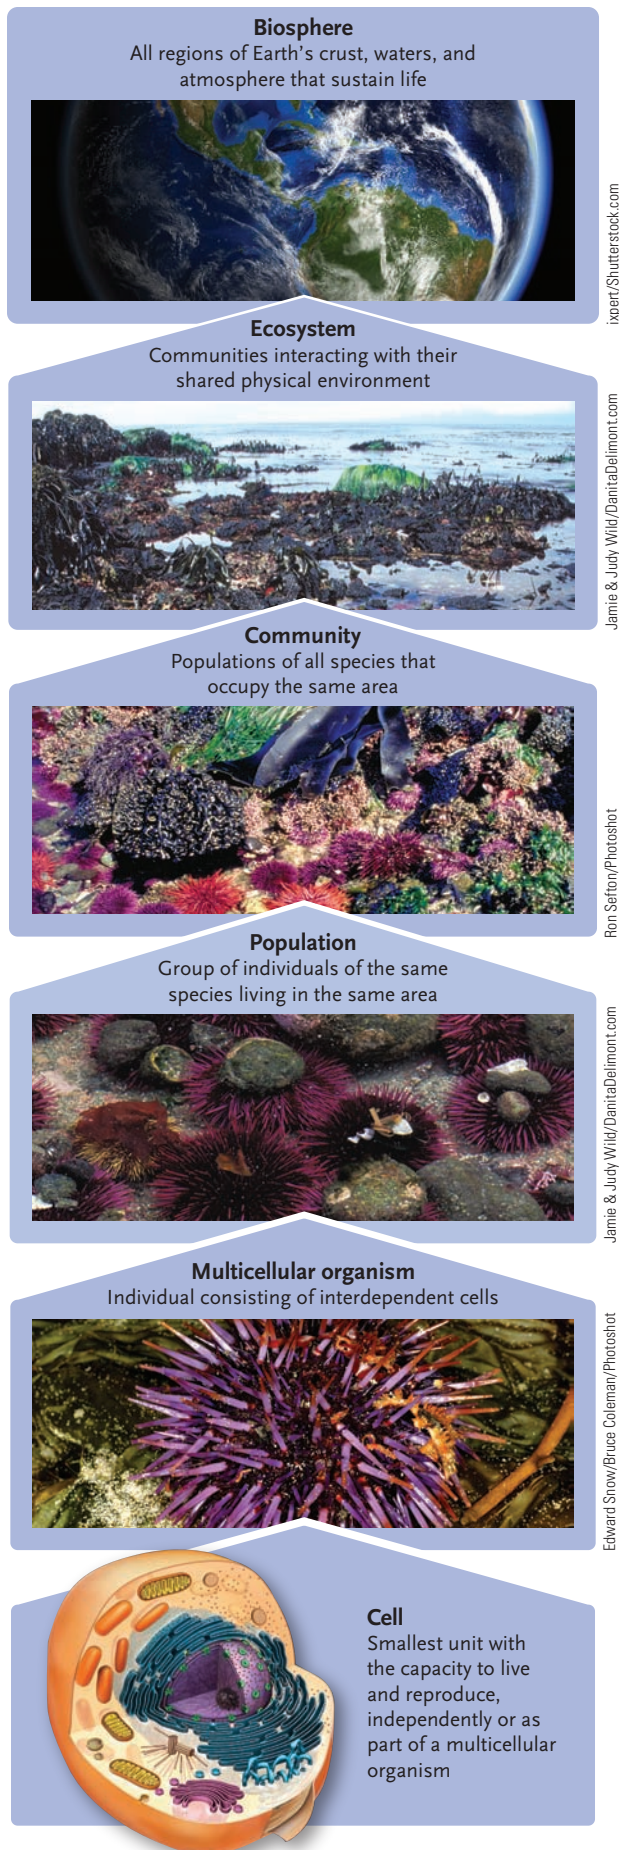 Biosphere
All regions of Earth's crust, waters, and
atmosphere that sustain life
ixpert/Shutterstock.com
Ecosystem
Communities interacting with their
shared physical environment
Jamie & Judy Wild/DanitaDelimont.com
Community
Populations of all species that
occupy the same area
Ron Sefton/Photoshot
Population
Group of individuals of the same
species living in the same area
Jamie & Judy Wild/DanitaDelimont.com
Multicellular organism
Individual consisting of interdependent cells
Edward Snow/Bruce Coleman/Photoshot
Cell
Smallest unit with
the capacity to live
and reproduce,
independently or as
part of a multicellular
organism